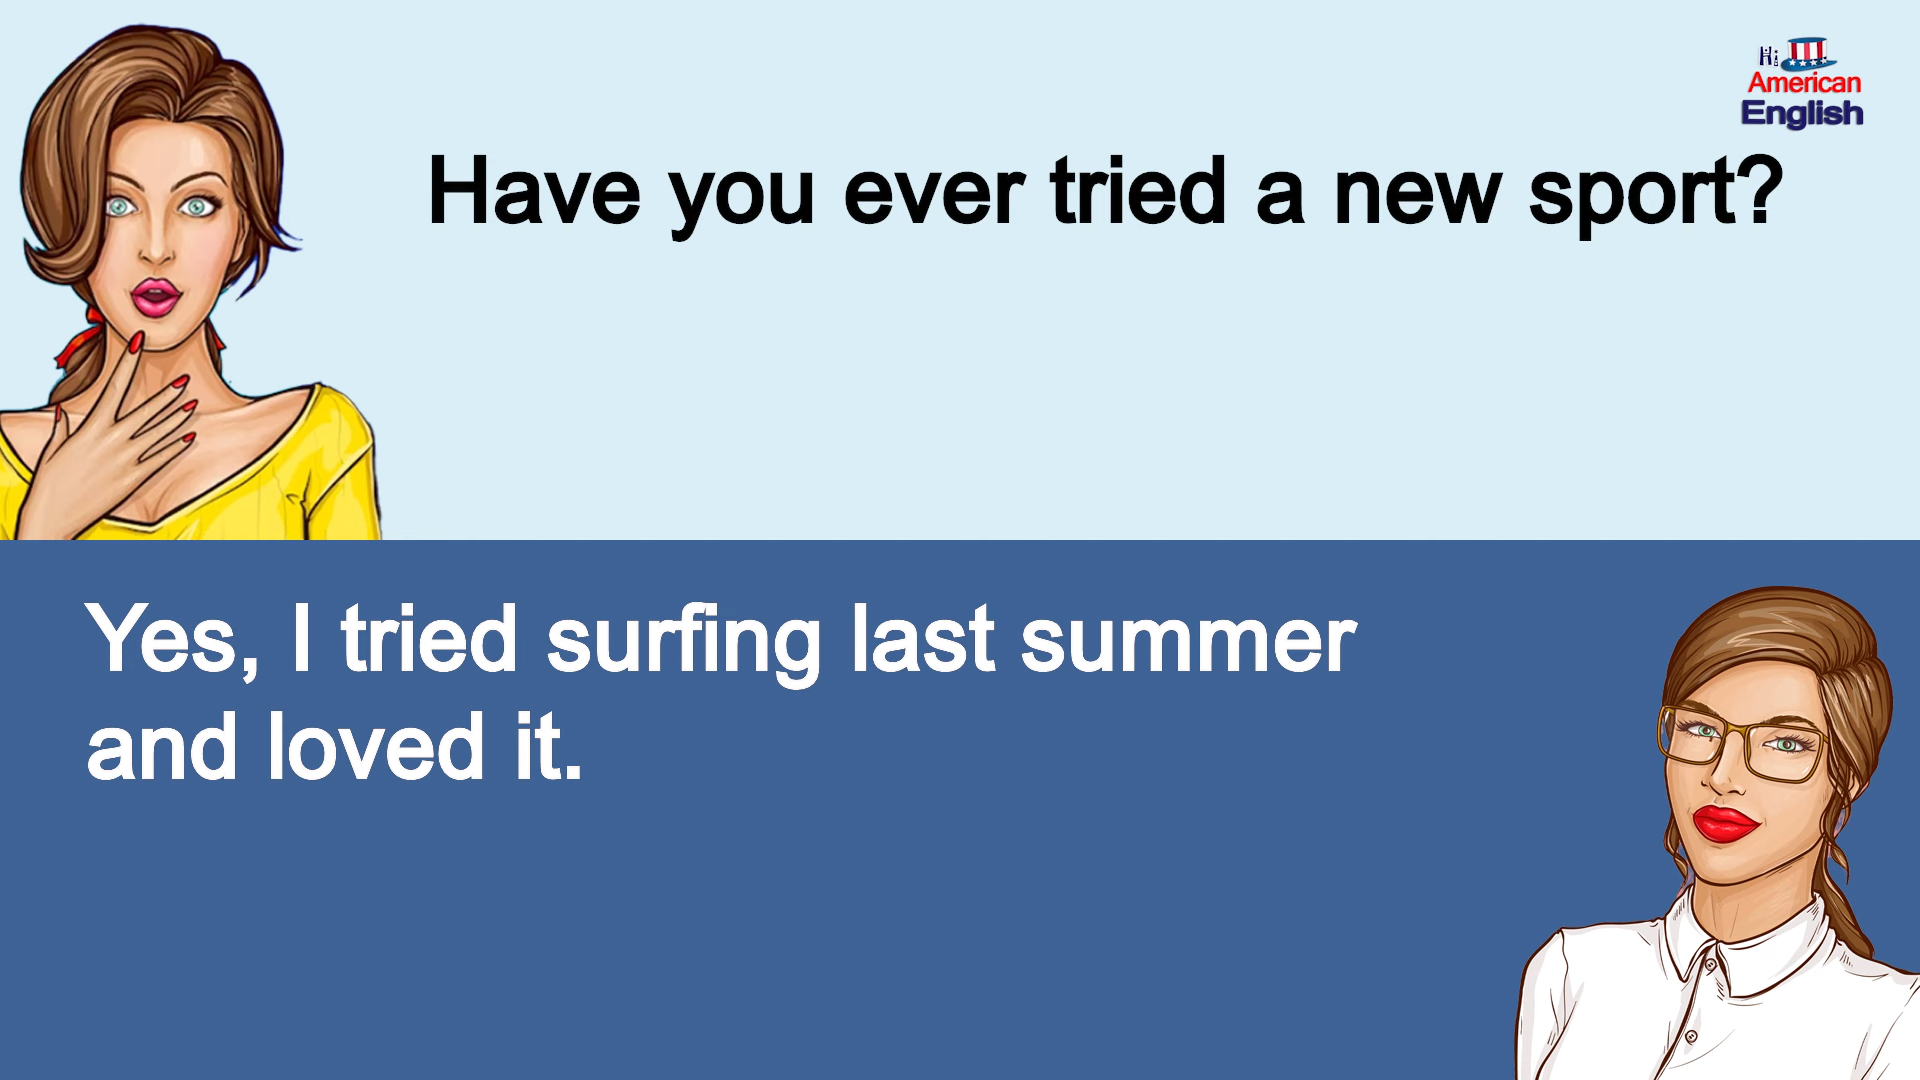 Hi
American
English
Have you ever tried a new sport?
Yes, I tried surfing last summer
and loved it.